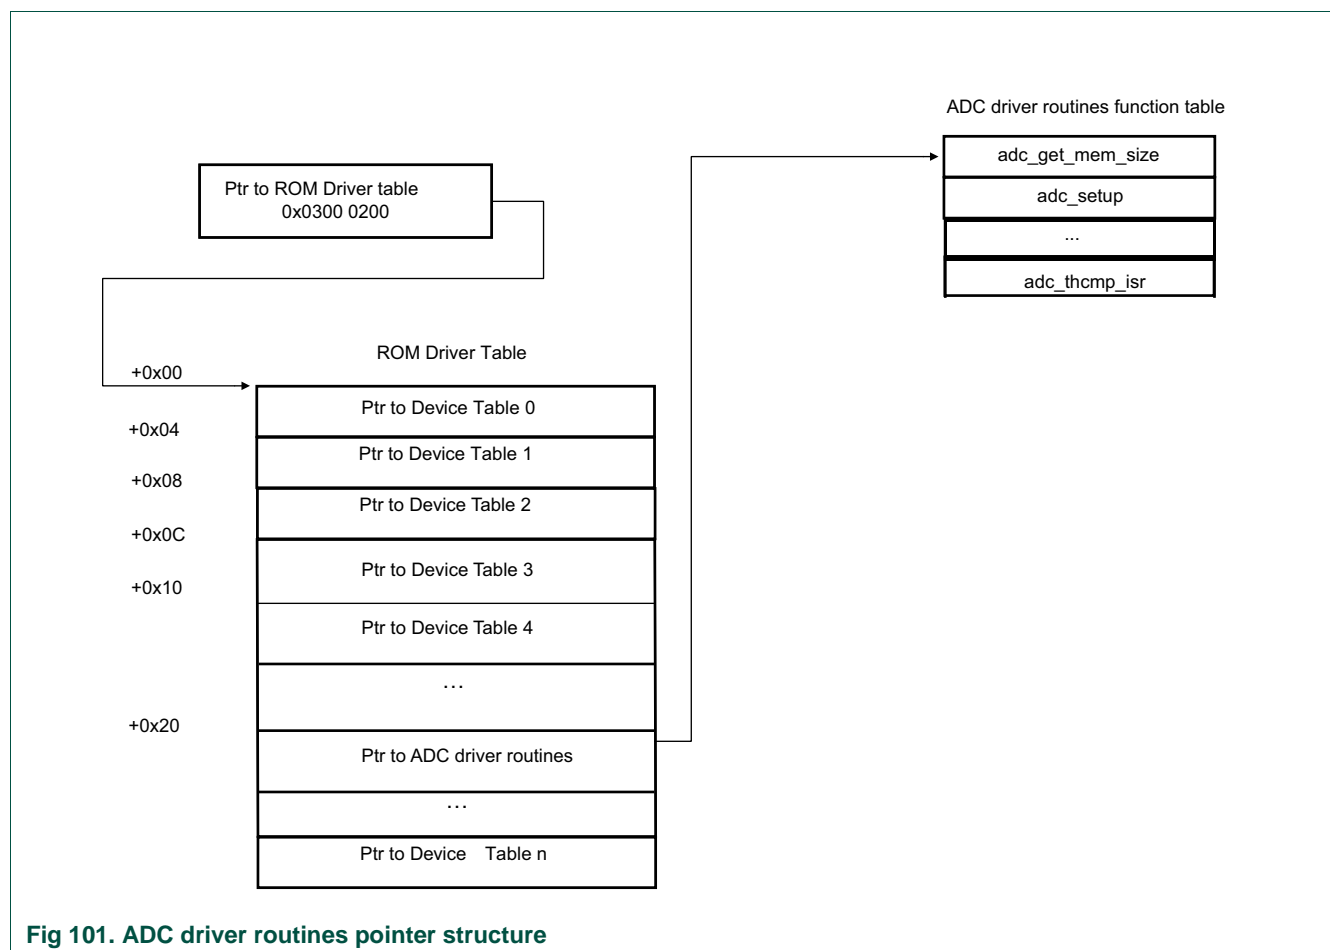 ADC driver routines function table
adc_get_mem_size
adc_setup
...
adc_thcmp_isr
Ptr to ROM Driver table
0x0300 0200
ROM Driver Table
+0x00
Ptr to Device Table 0
+0x04
Ptr to Device Table 1
+0x08
Ptr to Device Table 2
+0x0C
Ptr to Device Table 3
+0x10
Ptr to Device Table 4
…
+0x20
Ptr to ADC driver routines
…
Ptr to Device Table n
Fig 101. ADC driver routines pointer structure